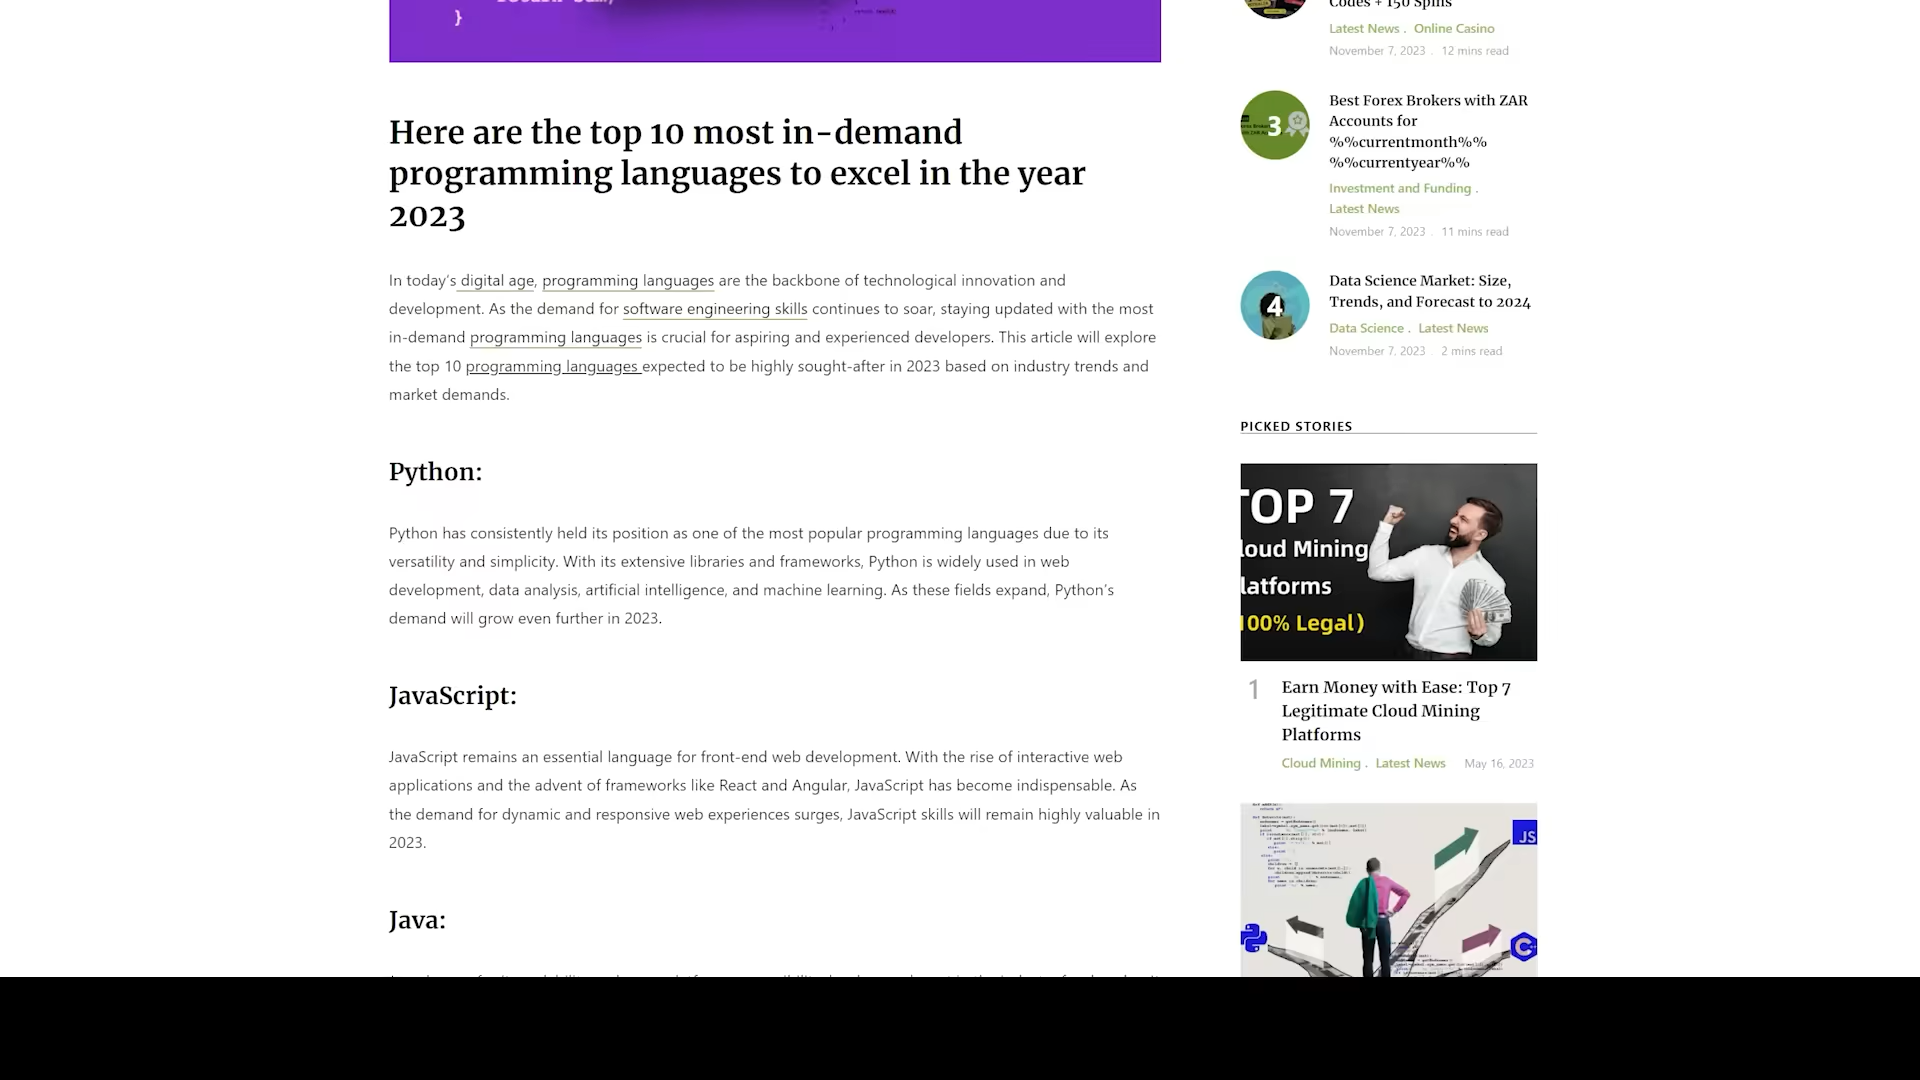 }
Here are the top 10 most in-demand
programming languages to excel in the year
2023
In today's digital age, programming languages are the backbone of technological innovation and
development. As the demand for software engineering skills continues to soar, staying updated with the most
in-demand programming languages is crucial for aspiring and experienced developers. This article will explore
the top 10 programming languages expected to be highly sought-after in 2023 based on industry trends and
market demands.
Python:
Python has consistently held its position as one of the most popular programming languages due to its
versatility and simplicity. With its extensive libraries and frameworks, Python is widely used in web
development, data analysis, artificial intelligence, and machine learning. As these fields expand, Python's
demand will grow even further in 2023.
JavaScript:
JavaScript remains an essential language for front-end web development. With the rise of interactive web
applications and the advent of frameworks like React and Angular, JavaScript has become indispensable. As
the demand for dynamic and responsive web experiences surges, JavaScript skills will remain highly valuable in
2023.
Java:
Codes + 150 Spins
Latest News . Online Casino
November 7, 2023 . 12 mins read
3
Best Forex Brokers with ZAR
Accounts for
%%currentmonth%%
%%currentyear%%
Investment and Funding .
Latest News
November 7, 2023 . 11 mins read
4
Data Science Market: Size,
Trends, and Forecast to 2024
Data Science . Latest News
November 7, 2023 . 2 mins read
PICKED STORIES
TOP 7
loud Mining
latforms
100% Legal)
1
Earn Money with Ease: Top 7
Legitimate Cloud Mining
Platforms
Cloud Mining . Latest News May 16, 2023
JS
C